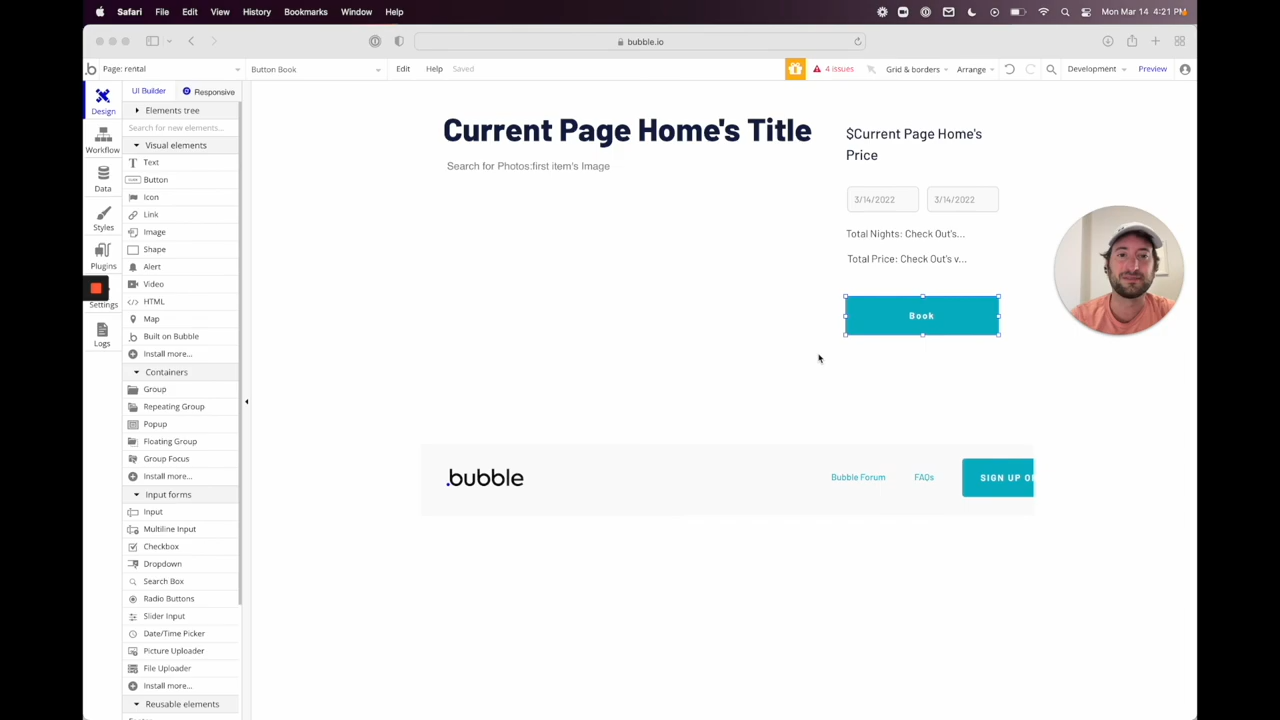 Safari File Edit View History Bookmarks Window Help Mon Mar 14 4:21 PM
bubble.io
Page: rental Button Book Edit Help Saved 4 issues Grid & borders Arrange Development Preview
Design
Workflow
Data
Styles
Plugins
Settings
Logs
UI Builder Responsive
Elements tree
Search for new elements...
Visual elements
Text
Button
Icon
Link
Image
Shape
Alert
Video
HTML
Map
Built on Bubble
Install more...
Containers
Group
Repeating Group
Popup
Floating Group
Group Focus
Install more...
Input forms
Input
Multiline Input
Checkbox
Dropdown
Search Box
Radio Buttons
Slider Input
Date/Time Picker
Picture Uploader
File Uploader
Install more...
Reusable elements
Current Page Home's Title
Search for Photos:first item's Image
$Current Page Home's
Price
3/14/2022 3/14/2022
Total Nights: Check Out's...
Total Price: Check Out's v...
Book
.bubble Bubble Forum FAQs SIGN UP